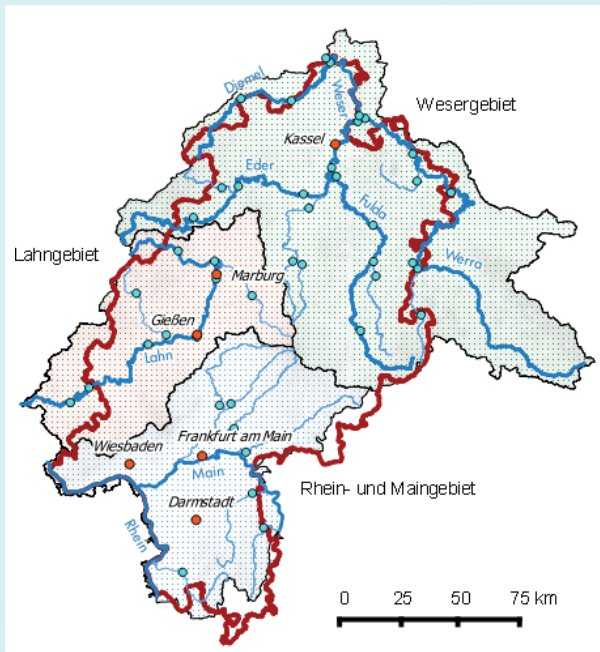 Diemel
Weser
Wesergebiet
Kassel
Eder
Fulda
Lahngebiet
Werra
Marburg
Gießen
Lahn
Wiesbaden
Frankfurt am Main
Main
Rhein- und Maingebiet
Darmstadt
Rhein
0 25 50 75 km